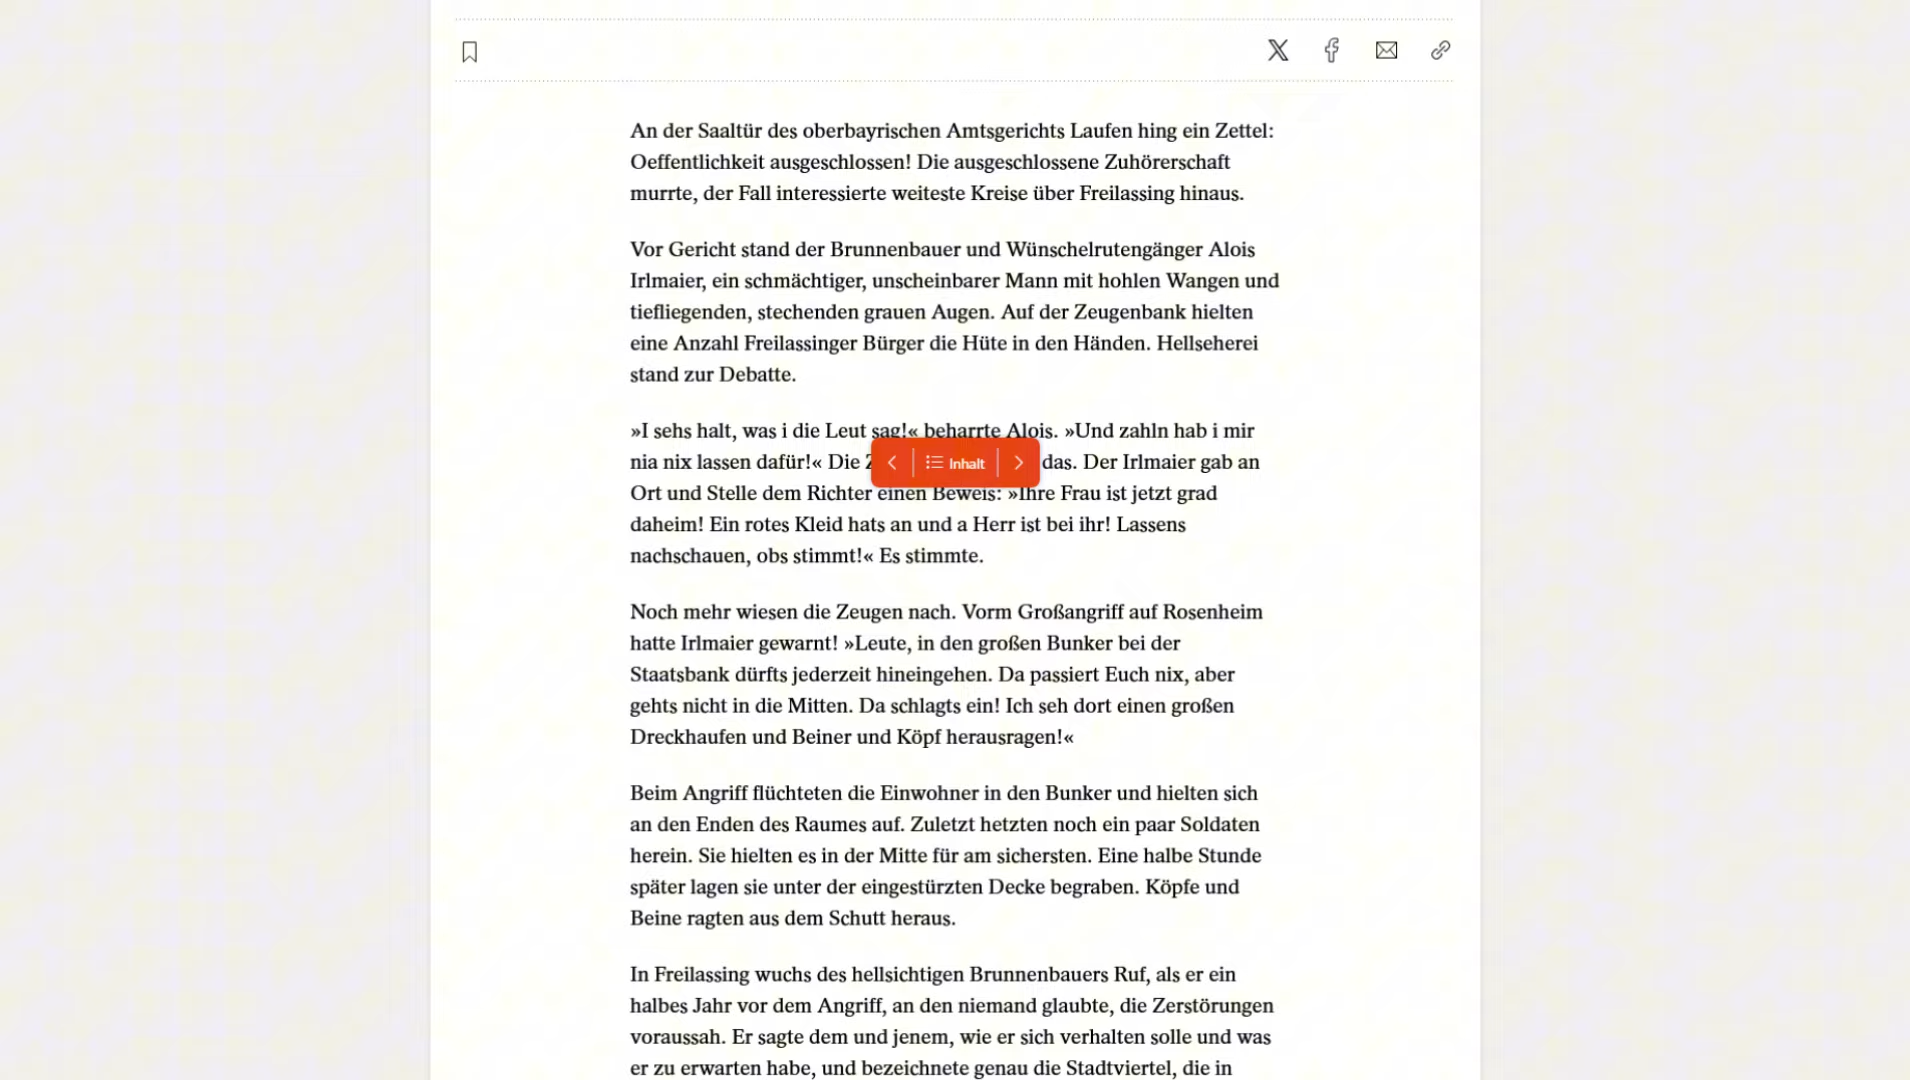 An der Saaltür des oberbayrischen Amtsgerichts Laufen hing ein Zettel:
Oeffentlichkeit ausgeschlossen! Die ausgeschlossene Zuhörerschaft
murrte, der Fall interessierte weiteste Kreise über Freilassing hinaus.
Vor Gericht stand der Brunnenbauer und Wünschelrutengänger Alois
Irlmaier, ein schmächtiger, unscheinbarer Mann mit hohlen Wangen und
tiefliegenden, stechenden grauen Augen. Auf der Zeugenbank hielten
eine Anzahl Freilassinger Bürger die Hüte in den Händen. Hellseherei
stand zur Debatte.
»I sehs halt, was i die Leut sag!« beharrte Alois. »Und zahln hab i mir
nia nix lassen dafür!« Die das. Der Irlmaier gab an
Inhalt
Ort und Stelle dem Richter einen Beweis: »Ihre Frau ist jetzt grad
daheim! Ein rotes Kleid hats an und a Herr ist bei ihr! Lassens
nachschauen, obs stimmt!« Es stimmte.
Noch mehr wiesen die Zeugen nach. Vorm Großangriff auf Rosenheim
hatte Irlmaier gewarnt! »Leute, in den großen Bunker bei der
Staatsbank dürfts jederzeit hineingehen. Da passiert Euch nix, aber
gehts nicht in die Mitten. Da schlagts ein! Ich seh dort einen großen
Dreckhaufen und Beiner und Köpf herausragen!«
Beim Angriff flüchteten die Einwohner in den Bunker und hielten sich
an den Enden des Raumes auf. Zuletzt hetzten noch ein paar Soldaten
herein. Sie hielten es in der Mitte für am sichersten. Eine halbe Stunde
später lagen sie unter der eingestürzten Decke begraben. Köpfe und
Beine ragten aus dem Schutt heraus.
In Freilassing wuchs des hellsichtigen Brunnenbauers Ruf, als er ein
halbes Jahr vor dem Angriff, an den niemand glaubte, die Zerstörungen
voraussah. Er sagte dem und jenem, wie er sich verhalten solle und was
er zu erwarten habe, und bezeichnete genau die Stadtviertel, die in